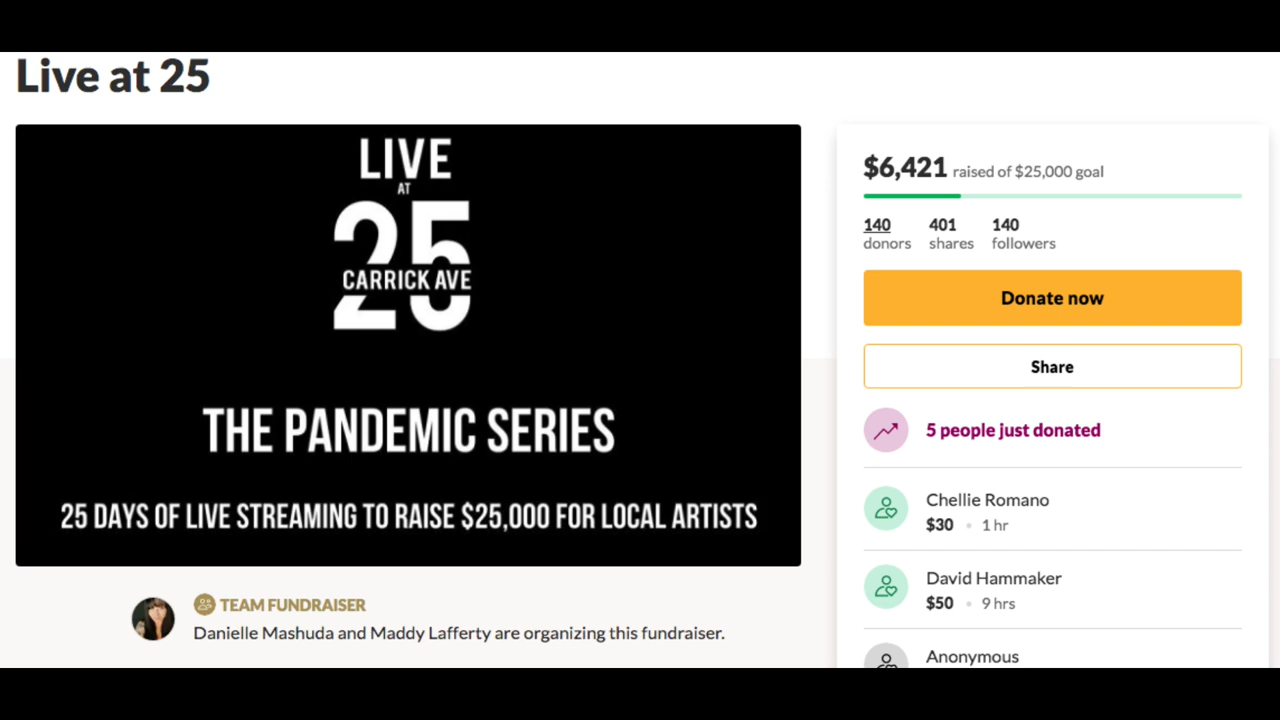 Live at 25
LIVE
AT
25
CARRICK AVE
THE PANDEMIC SERIES
25 DAYS OF LIVE STREAMING TO RAISE $25,000 FOR LOCAL ARTISTS
TEAM FUNDRAISER
Danielle Mashuda and Maddy Lafferty are organizing this fundraiser.
$6,421 raised of $25,000 goal
140 401 140
donors shares followers
Donate now
Share
5 people just donated
Chellie Romano
$30 • 1 hr
David Hammaker
$50 • 9 hrs
Anonymous